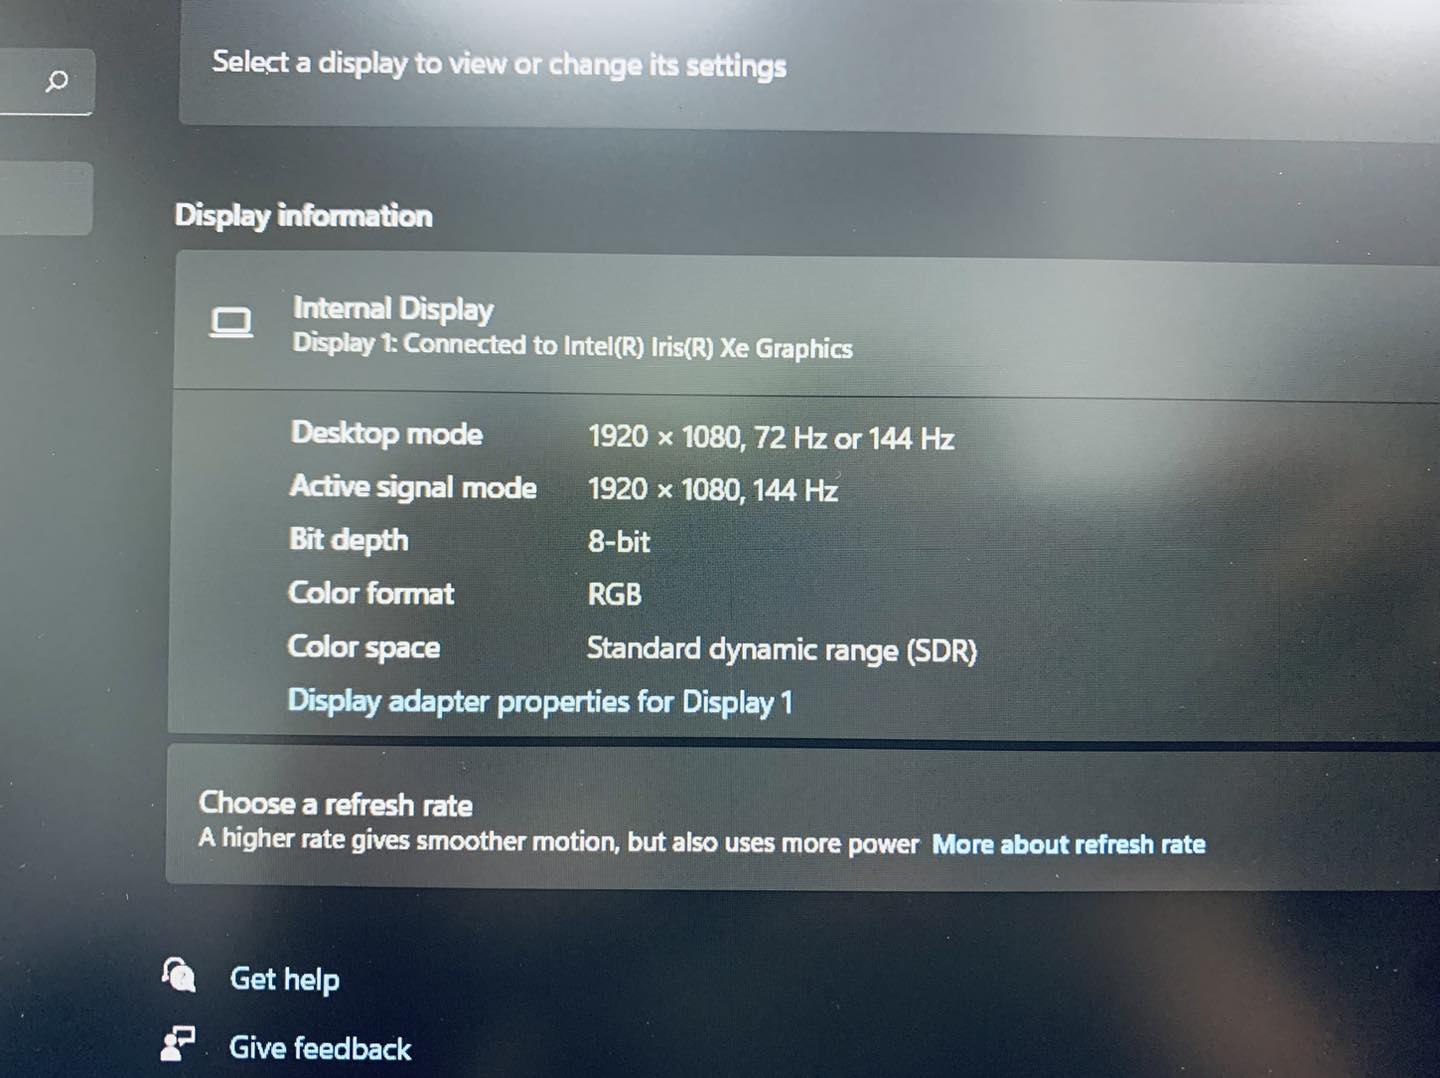 Select a display to view or change its settings
Display information
Internal Display
Display 1: Connected to Intel(R) Iris(R) Xe Graphics
Desktop mode 1920 × 1080, 72 Hz or 144 Hz
Active signal mode 1920 × 1080, 144 Hz
Bit depth 8-bit
Color format RGB
Color space Standard dynamic range (SDR)
Display adapter properties for Display 1
Choose a refresh rate
A higher rate gives smoother motion, but also uses more power More about refresh rate
Get help
Give feedback